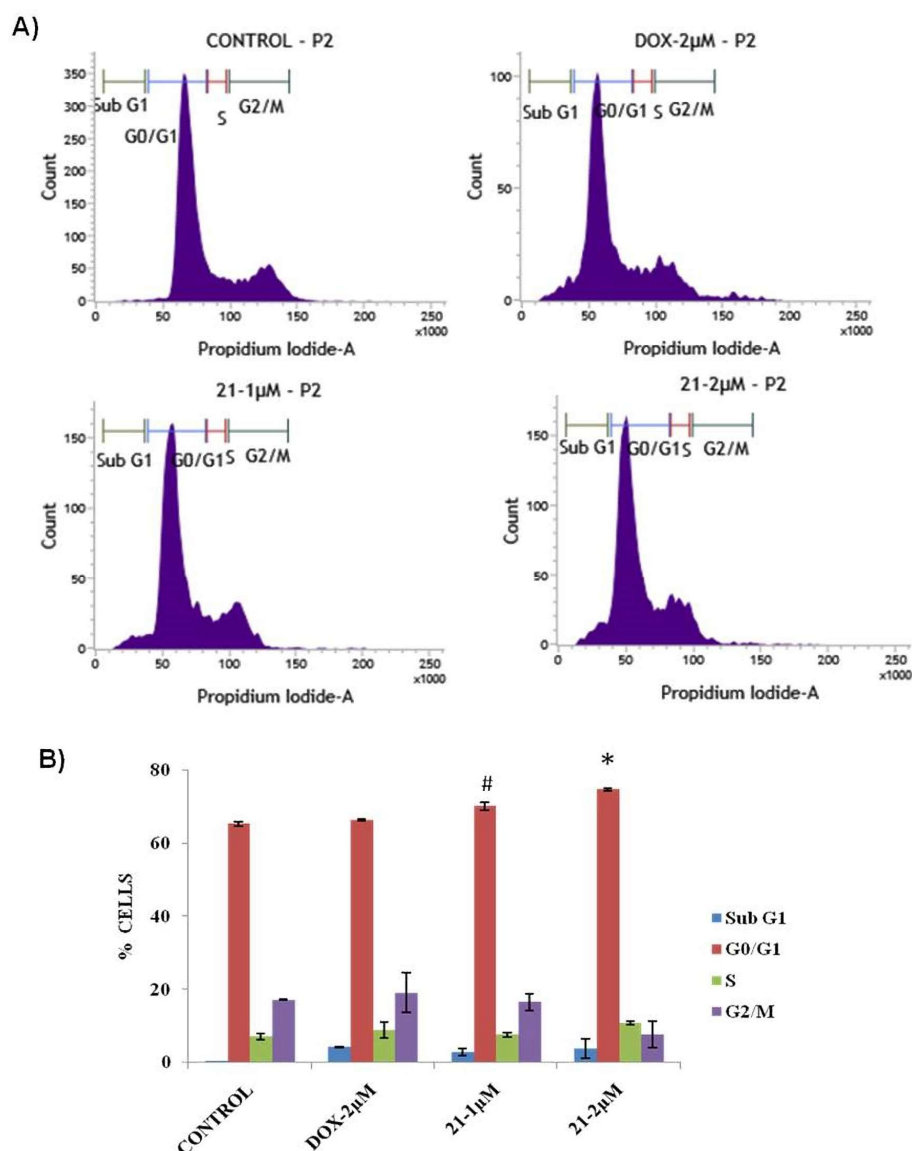 A)
CONTROL - P2
350
300
250
200
150
100
50
0
Count
Sub G1
G0/G1
S
G2/M
0 50 100 150 200 250
x1000
Propidium Iodide-A
DOX-2µM - P2
100
50
0
Count
Sub G1
G0/G1
S
G2/M
0 50 100 150 200 250
x1000
Propidium Iodide-A
21-1µM - P2
150
100
50
0
Count
Sub G1
G0/G1
S
G2/M
0 50 100 150 200 250
x1000
Propidium Iodide-A
21-2µM - P2
150
100
50
0
Count
Sub G1
G0/G1
S
G2/M
0 50 100 150 200 250
x1000
Propidium Iodide-A
B)
80
60
40
20
0
% CELLS
#
*
CONTROL
DOX-2µM
21-1µM
21-2µM
Sub G1
G0/G1
S
G2/M